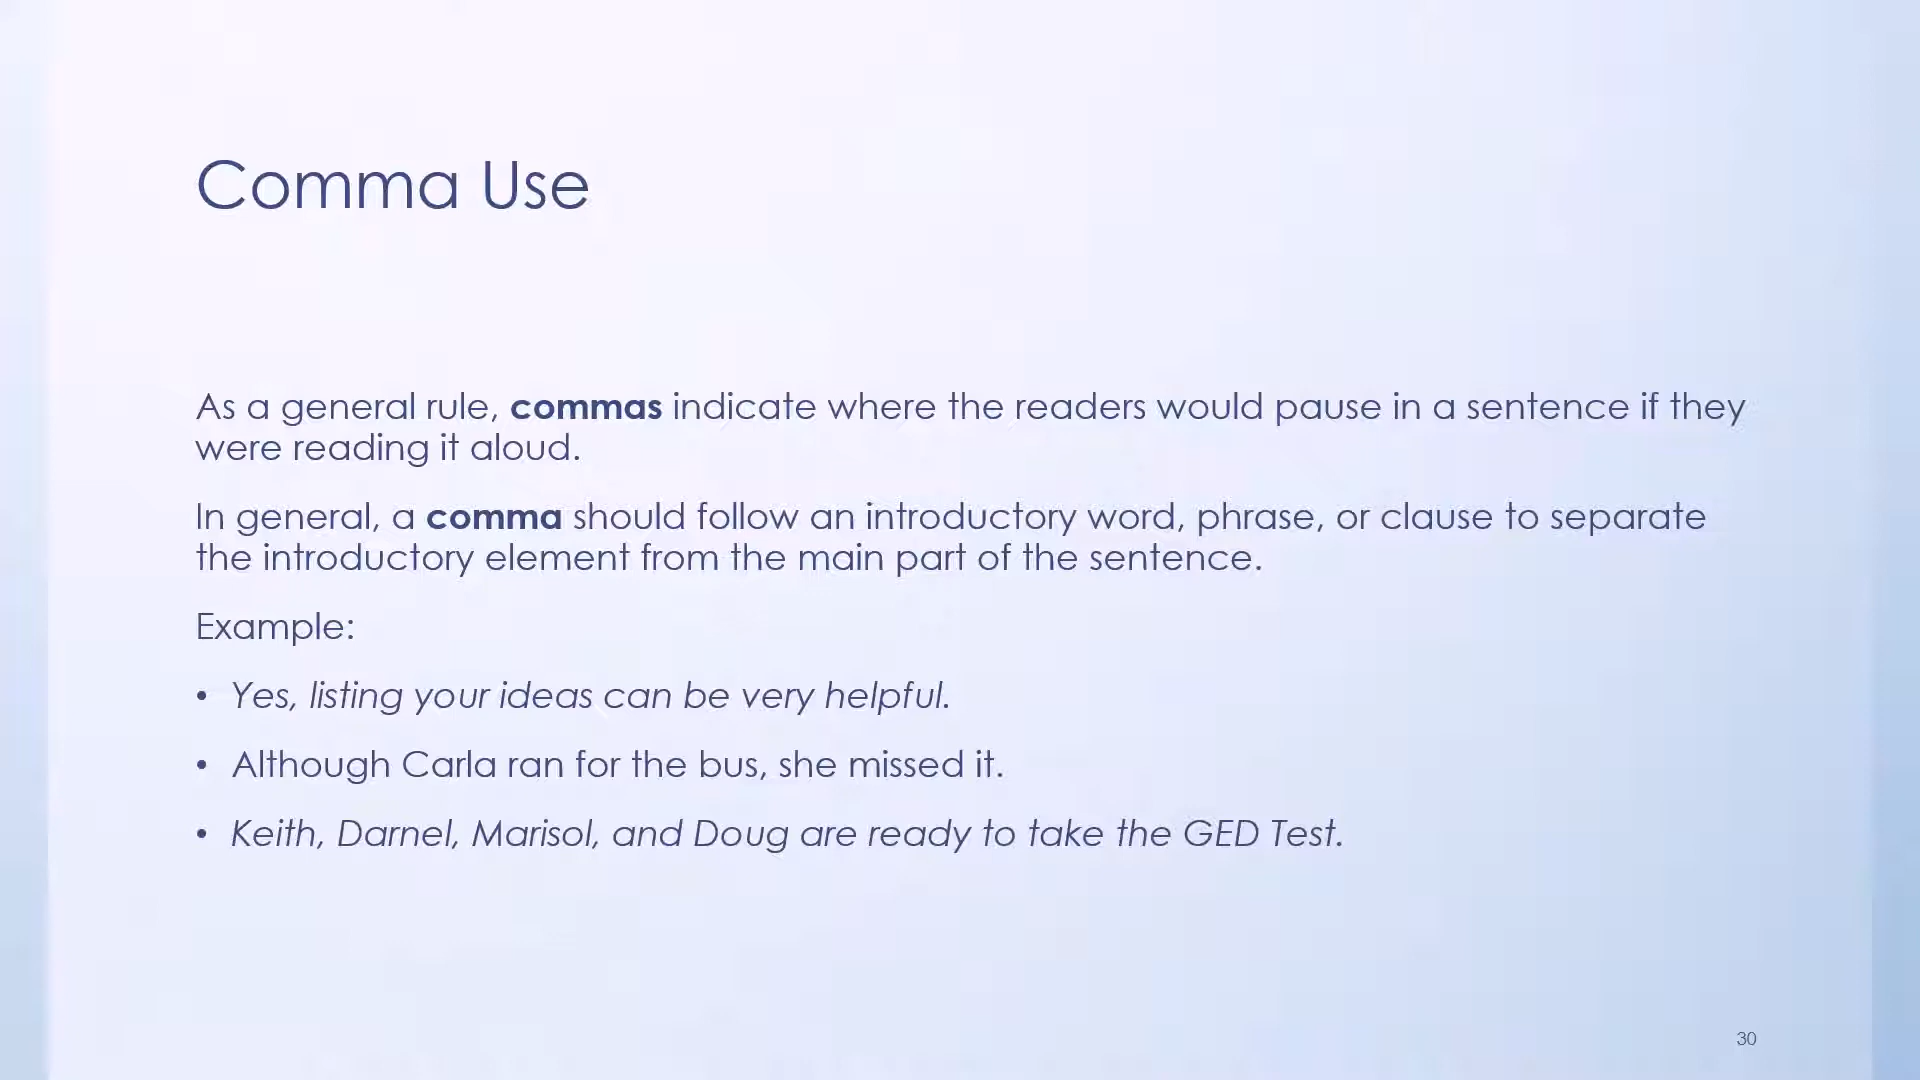 Comma Use
As a general rule, commas indicate where the readers would pause in a sentence if they
were reading it aloud.
In general, a comma should follow an introductory word, phrase, or clause to separate
the introductory element from the main part of the sentence.
Example:
• Yes, listing your ideas can be very helpful.
• Although Carla ran for the bus, she missed it.
• Keith, Darnel, Marisol, and Doug are ready to take the GED Test.
30